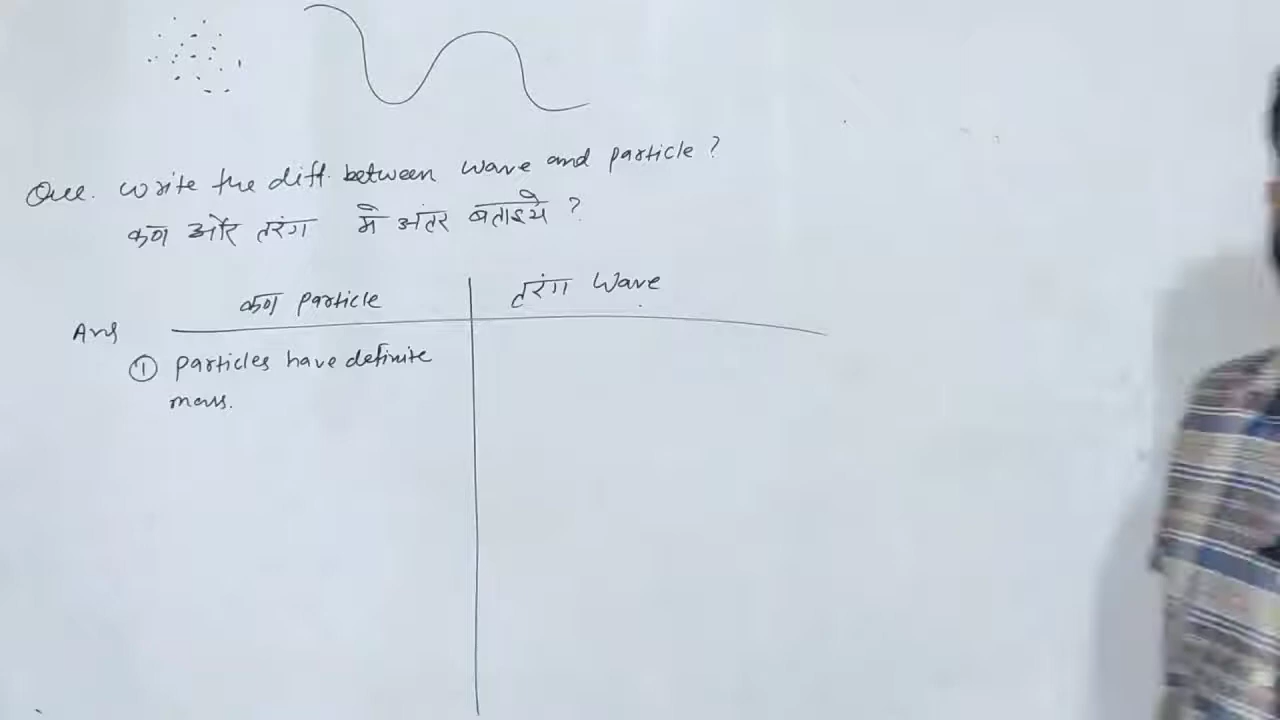 Que. Write the diff. between wave and particle ?
कण और तरंग में अंतर बताइये ?
कण Particle
तरंग Wave
Ans
① Particles have definite
mass.